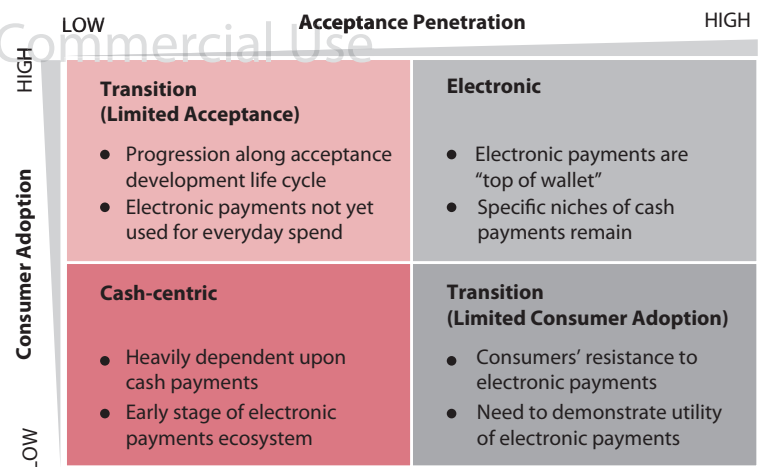 Commercial Use
LOW
Acceptance Penetration
HIGH
HIGH
Consumer Adoption
LOW
Transition
(Limited Acceptance)
● Progression along acceptance
development life cycle
● Electronic payments not yet
used for everyday spend
Electronic
● Electronic payments are
“top of wallet”
● Specific niches of cash
payments remain
Cash-centric
● Heavily dependent upon
cash payments
● Early stage of electronic
payments ecosystem
Transition
(Limited Consumer Adoption)
● Consumers’ resistance to
electronic payments
● Need to demonstrate utility
of electronic payments